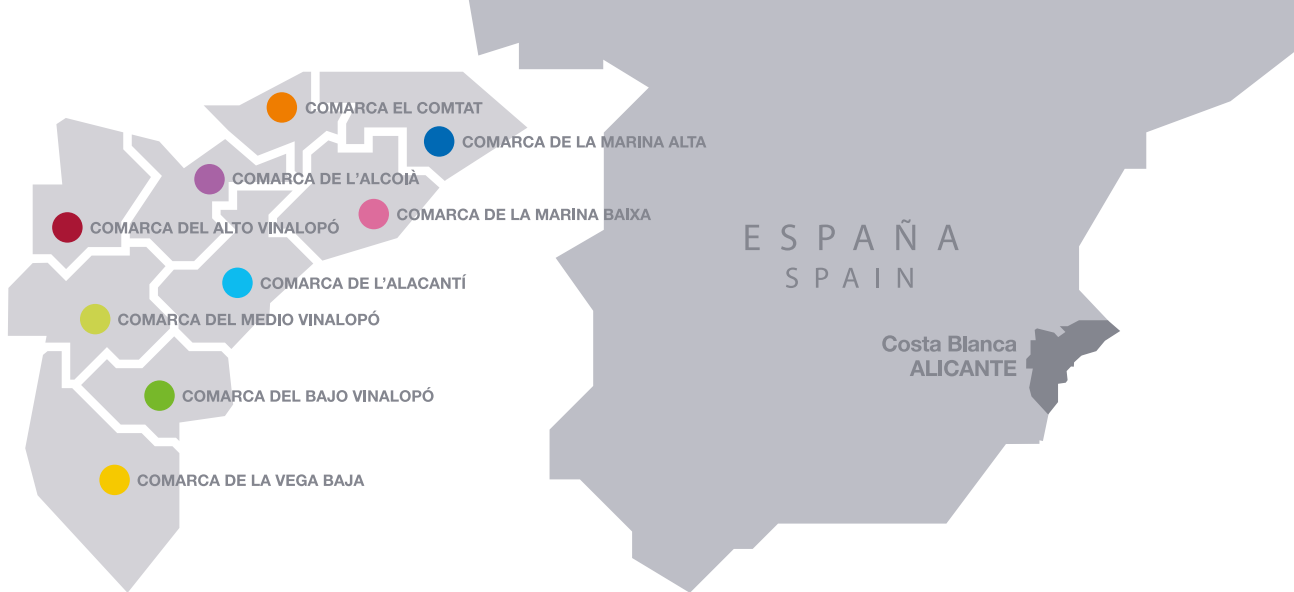 COMARCA EL COMTAT
COMARCA DE LA MARINA ALTA
COMARCA DE L’ALCOIÀ
COMARCA DE LA MARINA BAIXA
COMARCA DEL ALTO VINALOPÓ
COMARCA DE L’ALACANTÍ
COMARCA DEL MEDIO VINALOPÓ
COMARCA DEL BAJO VINALOPÓ
COMARCA DE LA VEGA BAJA
ESPAÑA
SPAIN
Costa Blanca
ALICANTE